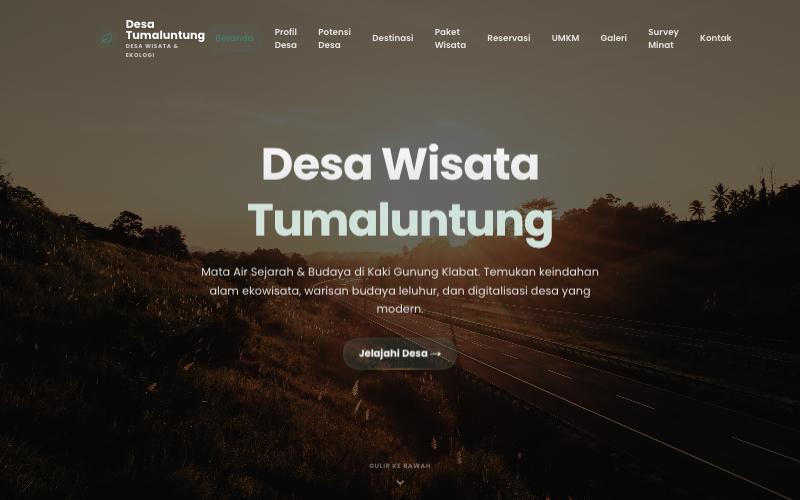 Desa
Tumaluntung
DESA WISATA &
EKOLOGI
Beranda
Profil
Desa
Potensi
Desa
Destinasi
Paket
Wisata
Reservasi
UMKM
Galeri
Survey
Minat
Kontak
Desa Wisata
Tumaluntung
Mata Air Sejarah & Budaya di Kaki Gunung Klabat. Temukan keindahan
alam ekowisata, warisan budaya leluhur, dan digitalisasi desa yang
modern.
Jelajahi Desa →
GULIR KE BAWAH